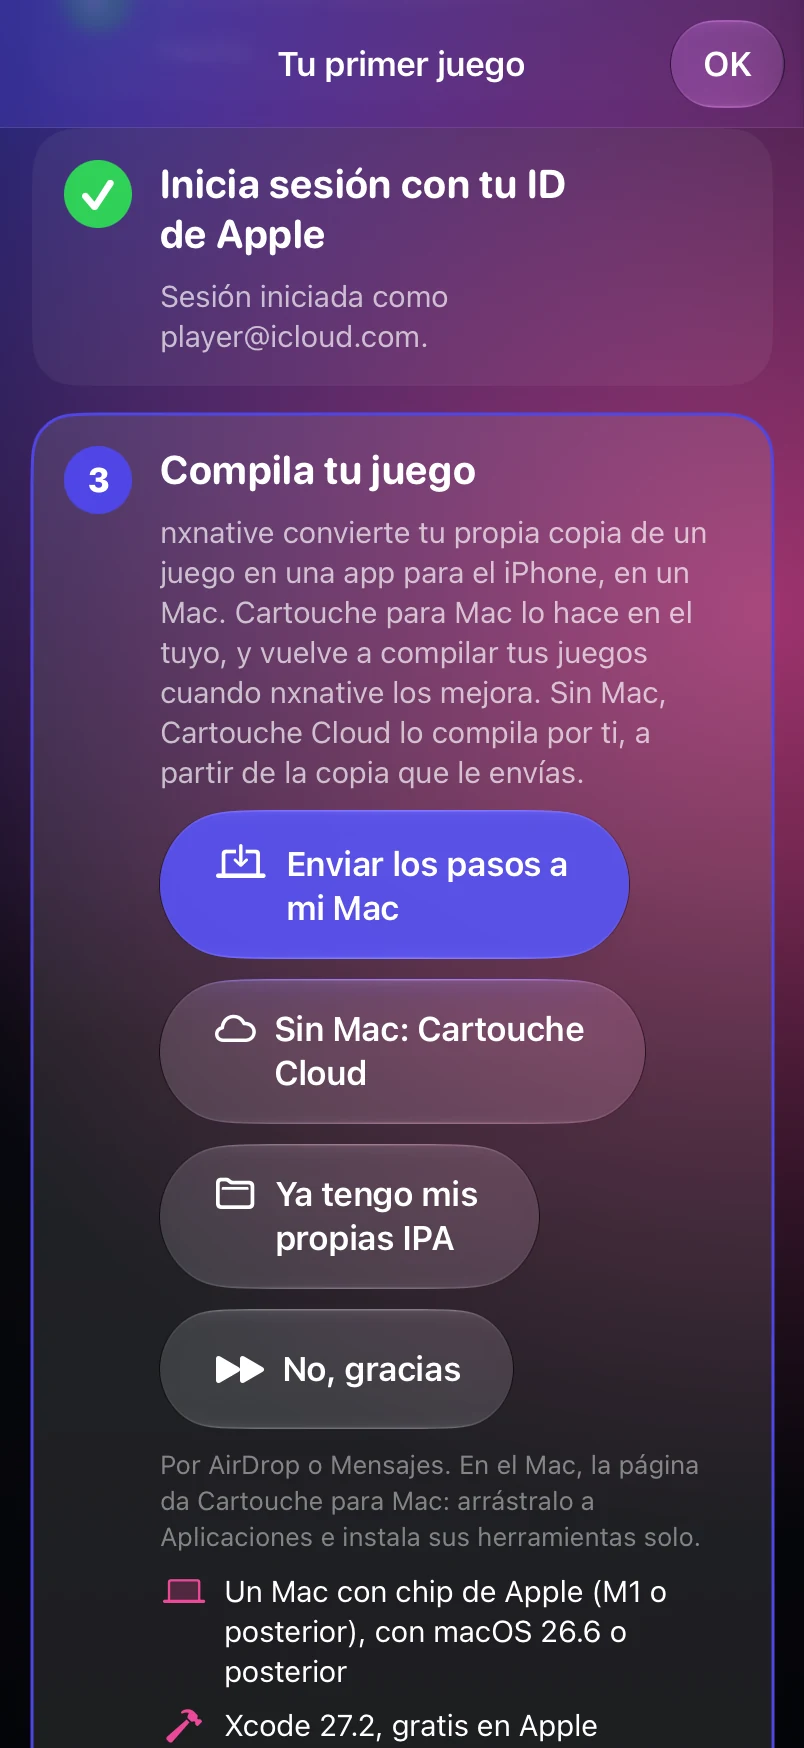 Tu primer juego
OK
Inicia sesión con tu ID
de Apple
Sesión iniciada como
player@icloud.com.
3
Compila tu juego
nxnative convierte tu propia copia de un
juego en una app para el iPhone, en un
Mac. Cartouche para Mac lo hace en el
tuyo, y vuelve a compilar tus juegos
cuando nxnative los mejora. Sin Mac,
Cartouche Cloud lo compila por ti, a
partir de la copia que le envías.
Enviar los pasos a
mi Mac
Sin Mac: Cartouche
Cloud
Ya tengo mis
propias IPA
No, gracias
Por AirDrop o Mensajes. En el Mac, la página
da Cartouche para Mac: arrástralo a
Aplicaciones e instala sus herramientas solo.
Un Mac con chip de Apple (M1 o
posterior), con macOS 26.6 o
posterior
Xcode 27.2, gratis en Apple